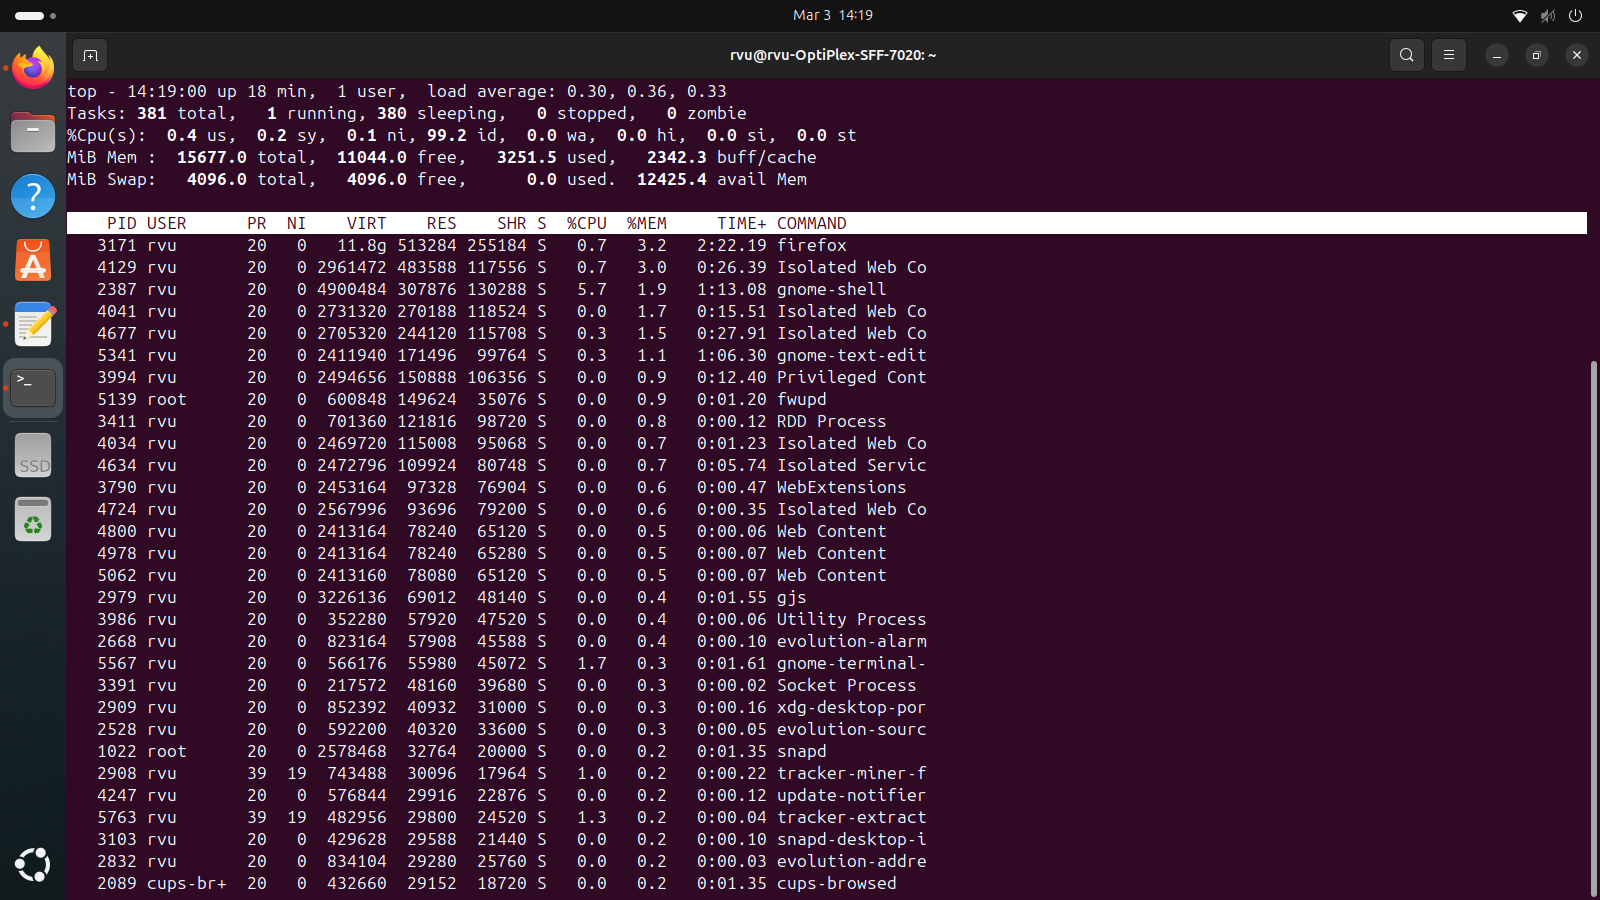 Mar 3 14:19
rvu@rvu-OptiPlex-SFF-7020: ~
top - 14:19:00 up 18 min,  1 user,  load average: 0.30, 0.36, 0.33
Tasks: 381 total,   1 running, 380 sleeping,   0 stopped,   0 zombie
%Cpu(s):  0.4 us,  0.2 sy,  0.1 ni, 99.2 id,  0.0 wa,  0.0 hi,  0.0 si,  0.0 st
MiB Mem :  15677.0 total,  11044.0 free,   3251.5 used,   2342.3 buff/cache
MiB Swap:   4096.0 total,   4096.0 free,      0.0 used.  12425.4 avail Mem
PID USER      PR  NI    VIRT    RES    SHR S  %CPU  %MEM     TIME+ COMMAND
3171 rvu       20   0   11.8g 513284 255184 S   0.7   3.2   2:22.19 firefox
4129 rvu       20   0 2961472 483588 117556 S   0.7   3.0   0:26.39 Isolated Web Co
2387 rvu       20   0 4900484 307876 130288 S   5.7   1.9   1:13.08 gnome-shell
4041 rvu       20   0 2731320 270188 118524 S   0.0   1.7   0:15.51 Isolated Web Co
4677 rvu       20   0 2705320 244120 115708 S   0.3   1.5   0:27.91 Isolated Web Co
5341 rvu       20   0 2411940 171496  99764 S   0.3   1.1   1:06.30 gnome-text-edit
3994 rvu       20   0 2494656 150888 106356 S   0.0   0.9   0:12.40 Privileged Cont
5139 root      20   0  600848 149624  35076 S   0.0   0.9   0:01.20 fwupd
3411 rvu       20   0  701360 121816  98720 S   0.0   0.8   0:00.12 RDD Process
4034 rvu       20   0 2469720 115008  95068 S   0.0   0.7   0:01.23 Isolated Web Co
4634 rvu       20   0 2472796 109924  80748 S   0.0   0.7   0:05.74 Isolated Servic
3790 rvu       20   0 2453164  97328  76904 S   0.0   0.6   0:00.47 WebExtensions
4724 rvu       20   0 2567996  93696  79200 S   0.0   0.6   0:00.35 Isolated Web Co
4800 rvu       20   0 2413164  78240  65120 S   0.0   0.5   0:00.06 Web Content
4978 rvu       20   0 2413164  78240  65280 S   0.0   0.5   0:00.07 Web Content
5062 rvu       20   0 2413160  78080  65120 S   0.0   0.5   0:00.07 Web Content
2979 rvu       20   0 3226136  69012  48140 S   0.0   0.4   0:01.55 gjs
3986 rvu       20   0  352280  57920  47520 S   0.0   0.4   0:00.06 Utility Process
2668 rvu       20   0  823164  57908  45588 S   0.0   0.4   0:00.10 evolution-alarm
5567 rvu       20   0  566176  55980  45072 S   1.7   0.3   0:01.61 gnome-terminal-
3391 rvu       20   0  217572  48160  39680 S   0.0   0.3   0:00.02 Socket Process
2909 rvu       20   0  852392  40932  31000 S   0.0   0.3   0:00.16 xdg-desktop-por
2528 rvu       20   0  592200  40320  33600 S   0.0   0.3   0:00.05 evolution-sourc
1022 root      20   0 2578468  32764  20000 S   0.0   0.2   0:01.35 snapd
2908 rvu       39  19  743488  30096  17964 S   1.0   0.2   0:00.22 tracker-miner-f
4247 rvu       20   0  576844  29916  22876 S   0.0   0.2   0:00.12 update-notifier
5763 rvu       39  19  482956  29800  24520 S   1.3   0.2   0:00.04 tracker-extract
3103 rvu       20   0  429628  29588  21440 S   0.0   0.2   0:00.10 snapd-desktop-i
2832 rvu       20   0  834104  29280  25760 S   0.0   0.2   0:00.03 evolution-addre
2089 cups-br+  20   0  432660  29152  18720 S   0.0   0.2   0:01.35 cups-browsed
SSD